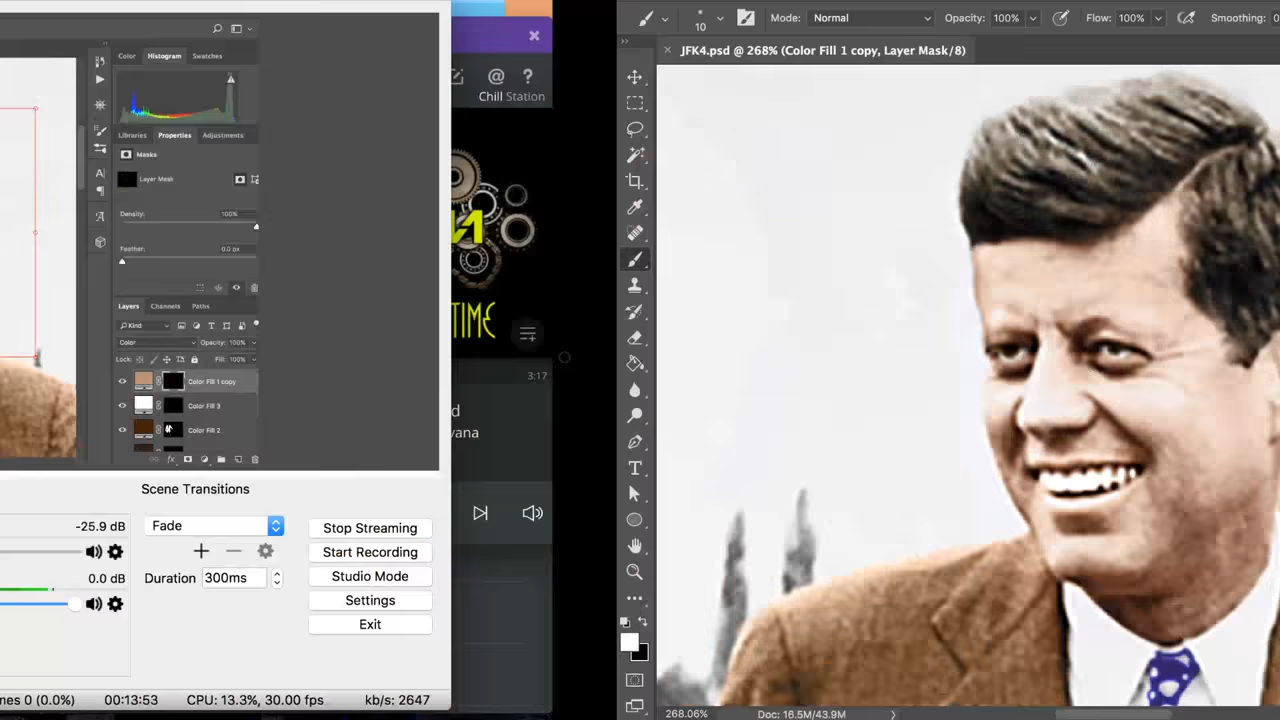 Color Histogram Swatches
Libraries Properties Adjustments
Masks
Layer Mask
Density: 100%
Feather: 0.0 px
Layers Channels Paths
Kind
Color Opacity: 100%
Lock: Fill: 100%
Color Fill 1 copy
Color Fill 3
Color Fill 2
Scene Transitions
-25.9 dB
Fade
0.0 dB
Duration 300ms
Stop Streaming
Start Recording
Studio Mode
Settings
Exit
nes 0 (0.0%) 00:13:53 CPU: 13.3%, 30.00 fps kb/s: 2647
@ ?
Chill Station
TIME
3:17
d
yana
10 Mode: Normal Opacity: 100% Flow: 100% Smoothing: 0
JFK4.psd @ 268% (Color Fill 1 copy, Layer Mask/8)
268.06% Doc: 16.5M/43.9M